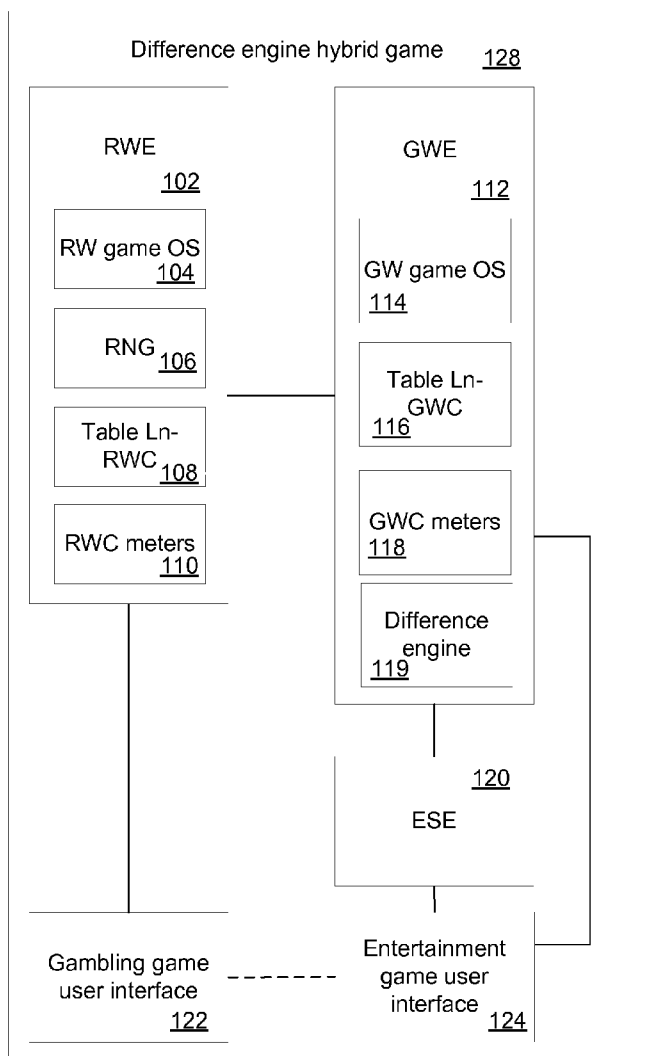 Difference engine hybrid game
128
RWE
102
RW game OS
104
RNG
106
Table Ln-
RWC
108
RWC meters
110
GWE
112
GW game OS
114
Table Ln-
GWC
116
GWC meters
118
Difference
engine
119
120
ESE
Gambling game
user interface
122
Entertainment
game user
interface
124